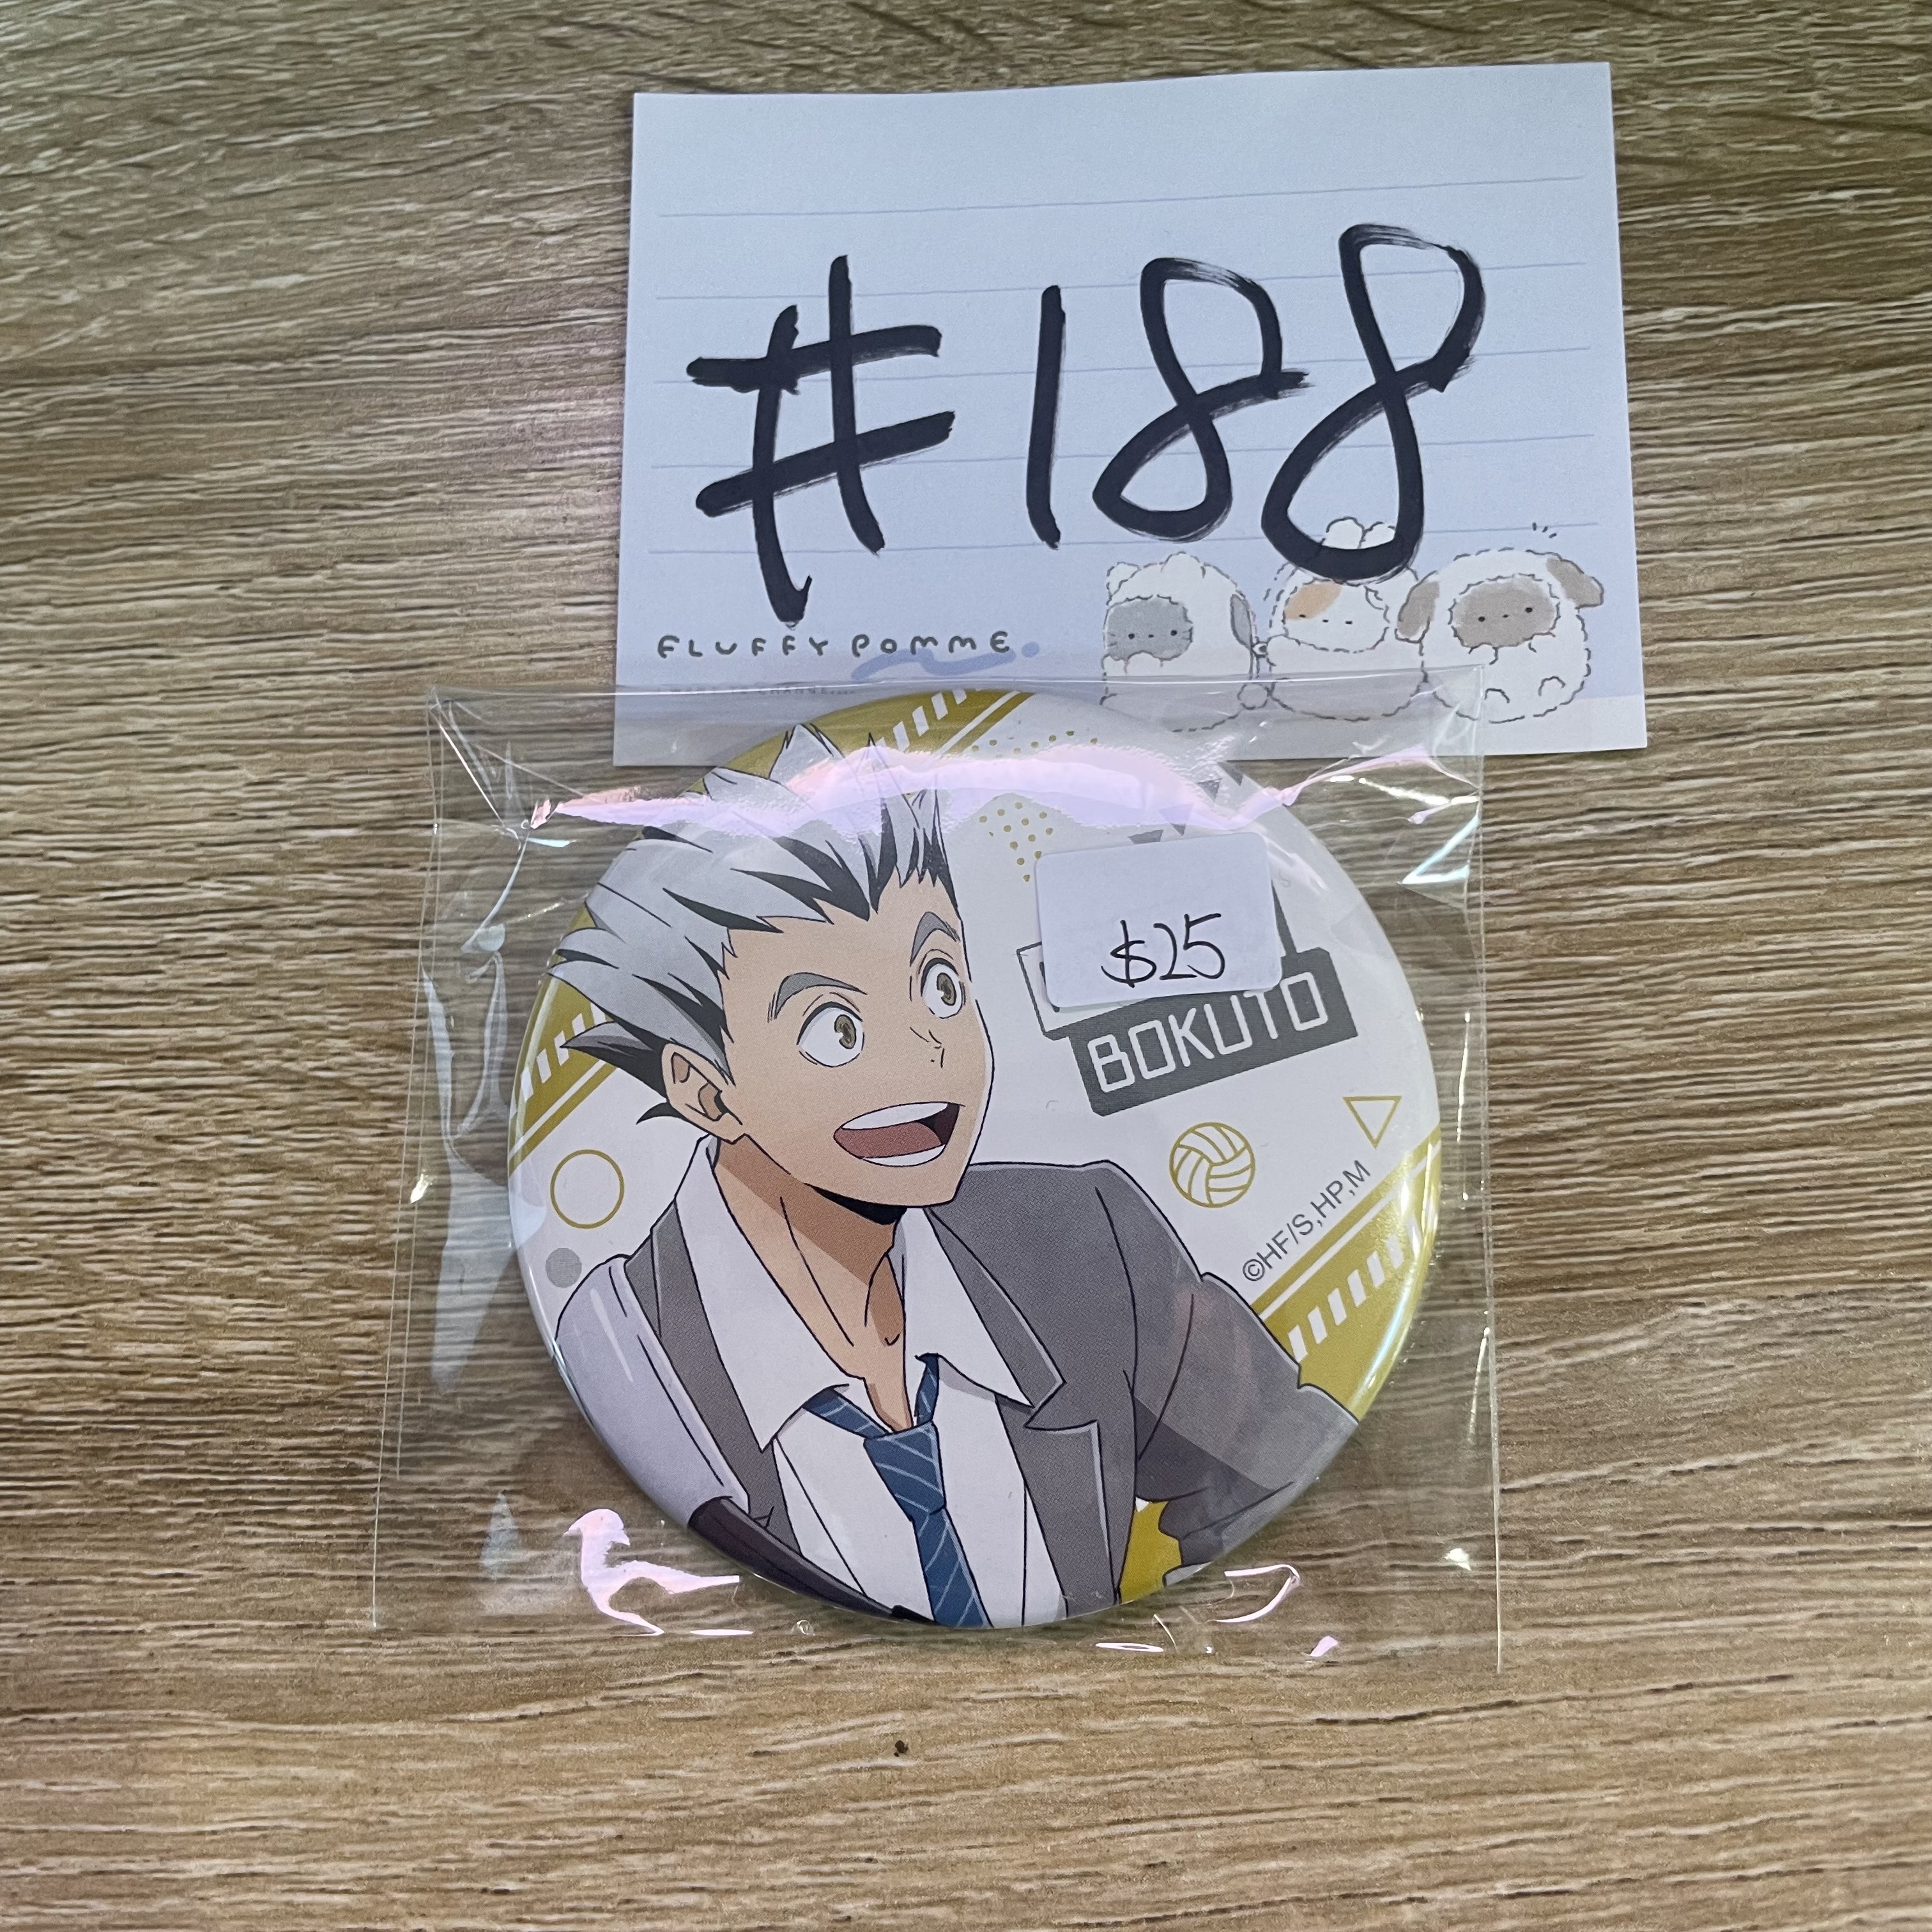 #188
FLUFFY POMME
$25
BOKUTO
©HF/S,HP,M